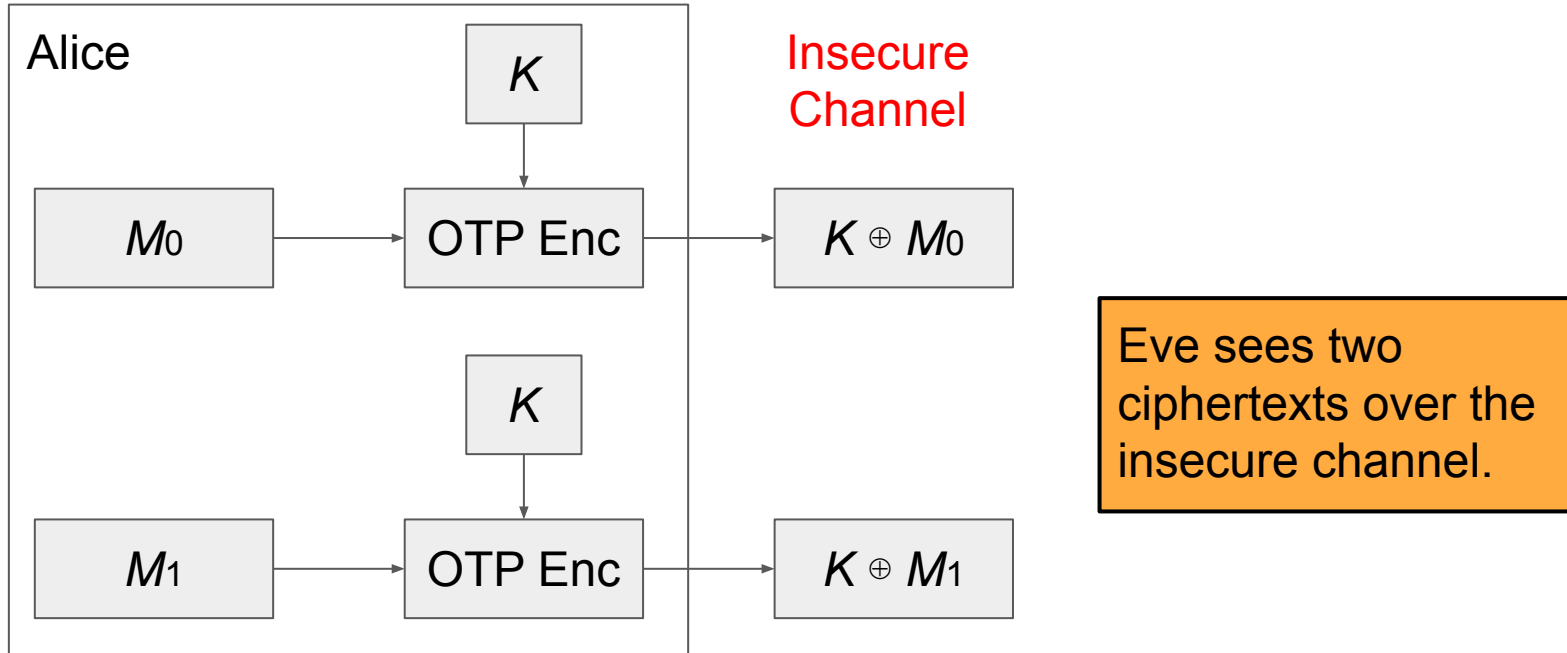 Alice
K
Insecure
Channel
M0
OTP Enc
K ⊕ M0
Eve sees two
ciphertexts over the
insecure channel.
K
M1
OTP Enc
K ⊕ M1